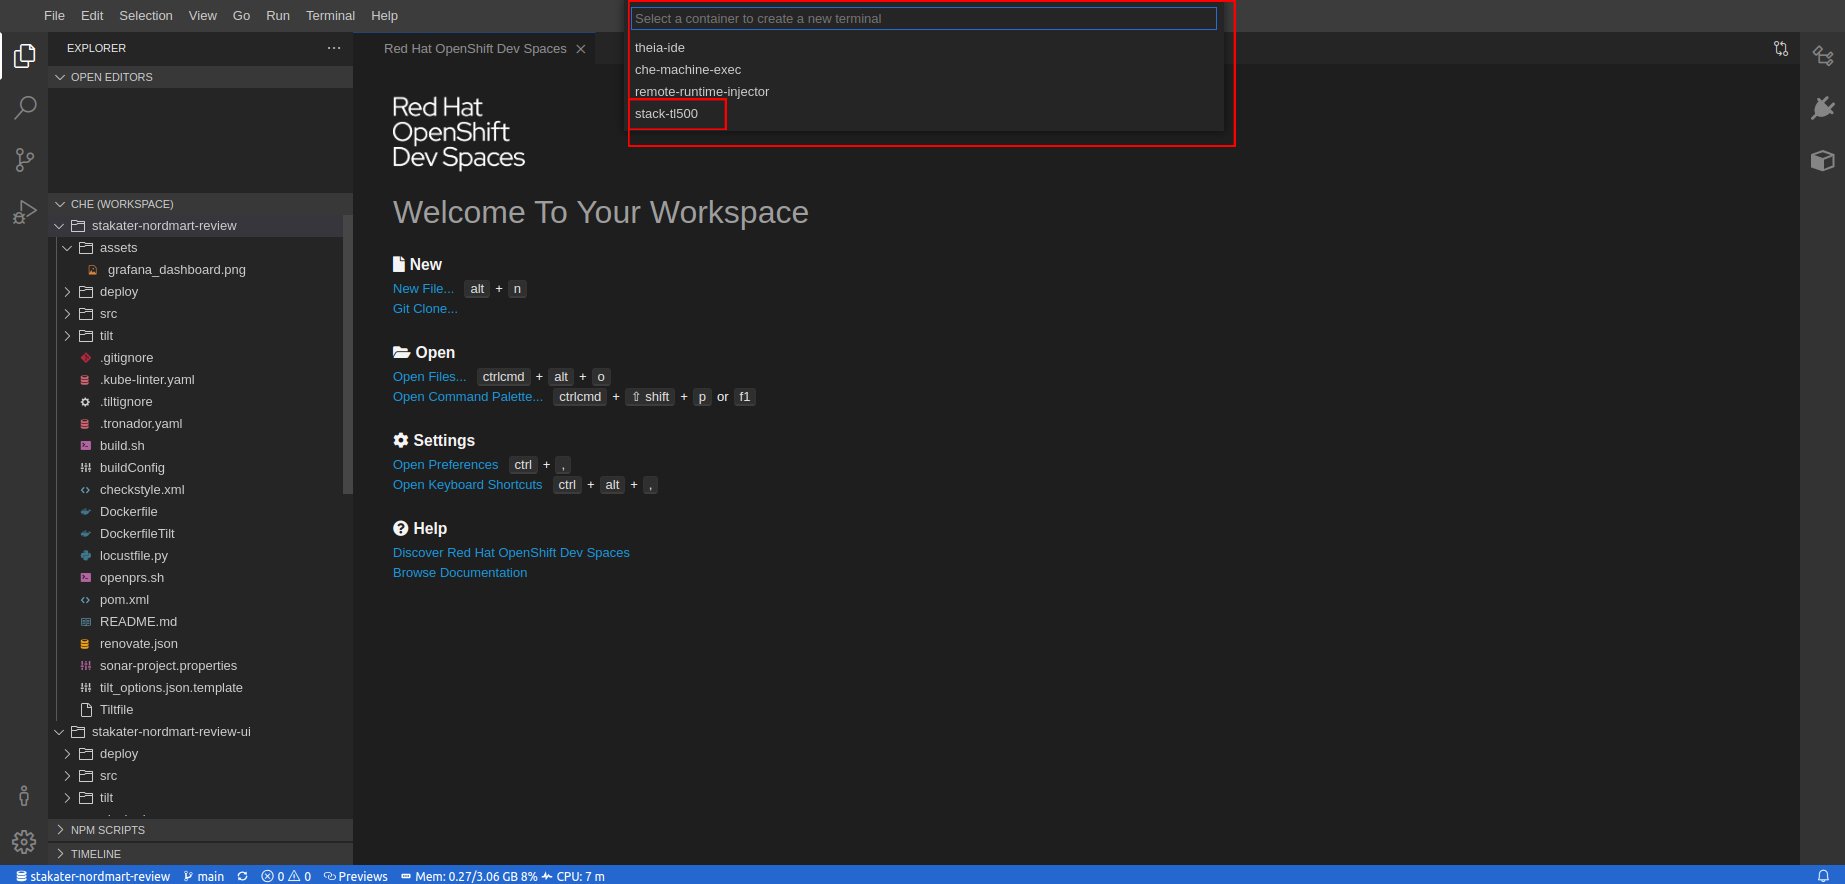 File Edit Selection View Go Run Terminal Help
Select a container to create a new terminal
theia-ide
che-machine-exec
remote-runtime-injector
stack-tl500
EXPLORER
OPEN EDITORS
CHE (WORKSPACE)
stakater-nordmart-review
assets
grafana_dashboard.png
deploy
src
tilt
.gitignore
.kube-linter.yaml
.tiltignore
.tronador.yaml
build.sh
buildConfig
checkstyle.xml
Dockerfile
DockerfileTilt
locustfile.py
openprs.sh
pom.xml
README.md
renovate.json
sonar-project.properties
tilt_options.json.template
Tiltfile
stakater-nordmart-review-ui
deploy
src
tilt
NPM SCRIPTS
TIMELINE
Red Hat OpenShift Dev Spaces
Red Hat
OpenShift
Dev Spaces
Welcome To Your Workspace
New
New File... alt + n
Git Clone...
Open
Open Files... ctrlcmd + alt + o
Open Command Palette... ctrlcmd + ⇧ shift + p or f1
Settings
Open Preferences ctrl + ,
Open Keyboard Shortcuts ctrl + alt + ,
Help
Discover Red Hat OpenShift Dev Spaces
Browse Documentation
stakater-nordmart-review main 0 0 Previews Mem: 0.27/3.06 GB 8% CPU: 7 m